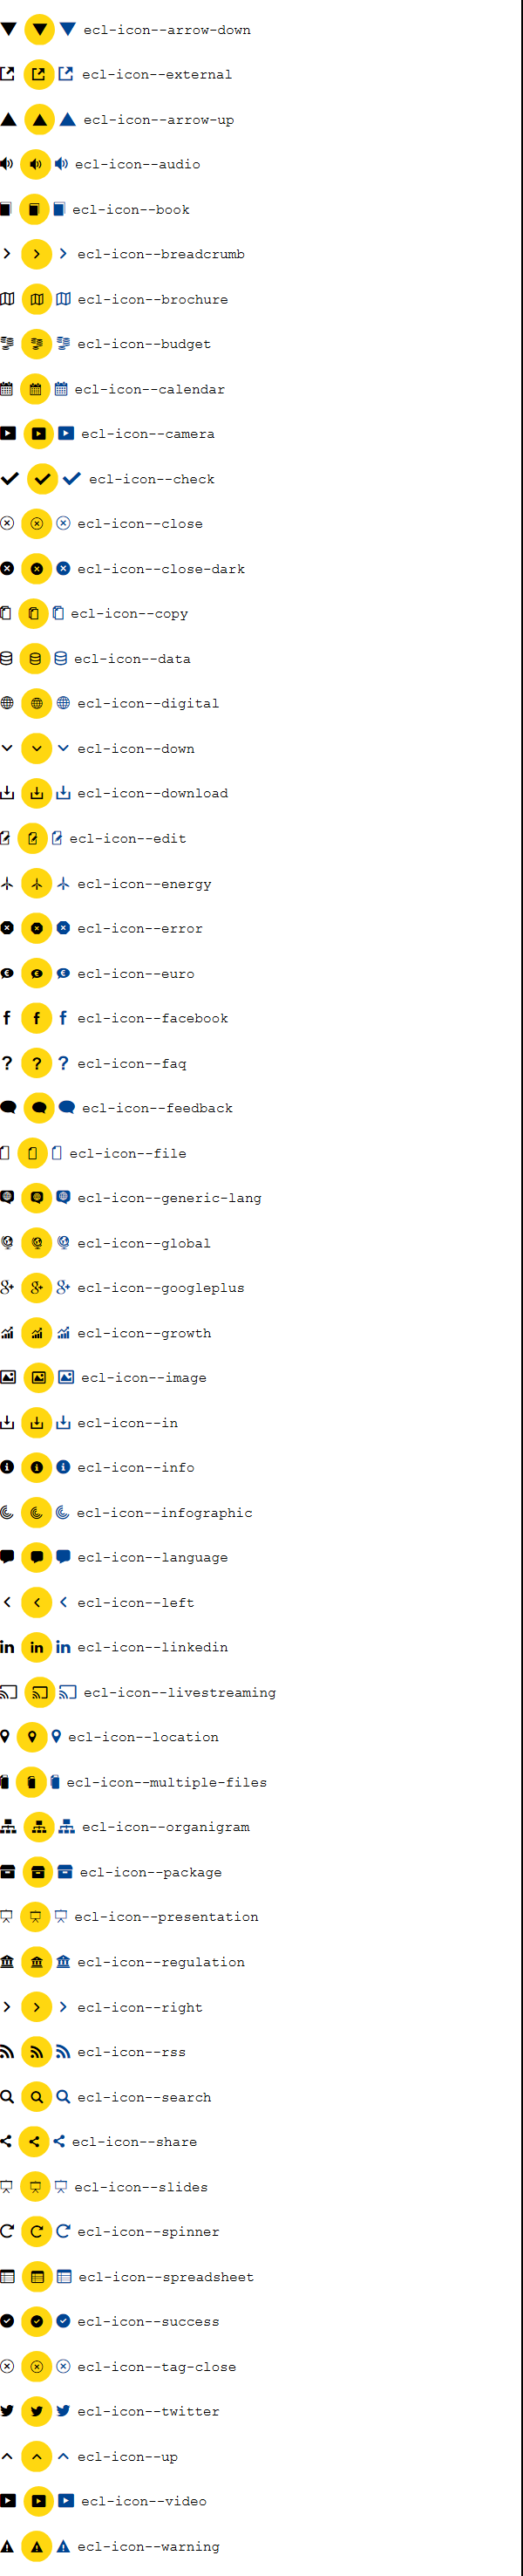 ecl-icon--arrow-down
ecl-icon--external
ecl-icon--arrow-up
ecl-icon--audio
ecl-icon--book
ecl-icon--breadcrumb
ecl-icon--brochure
ecl-icon--budget
ecl-icon--calendar
ecl-icon--camera
ecl-icon--check
ecl-icon--close
ecl-icon--close-dark
ecl-icon--copy
ecl-icon--data
ecl-icon--digital
ecl-icon--down
ecl-icon--download
ecl-icon--edit
ecl-icon--energy
ecl-icon--error
ecl-icon--euro
ecl-icon--facebook
ecl-icon--faq
ecl-icon--feedback
ecl-icon--file
ecl-icon--generic-lang
ecl-icon--global
ecl-icon--googleplus
ecl-icon--growth
ecl-icon--image
ecl-icon--in
ecl-icon--info
ecl-icon--infographic
ecl-icon--language
ecl-icon--left
ecl-icon--linkedin
ecl-icon--livestreaming
ecl-icon--location
ecl-icon--multiple-files
ecl-icon--organigram
ecl-icon--package
ecl-icon--presentation
ecl-icon--regulation
ecl-icon--right
ecl-icon--rss
ecl-icon--search
ecl-icon--share
ecl-icon--slides
ecl-icon--spinner
ecl-icon--spreadsheet
ecl-icon--success
ecl-icon--tag-close
ecl-icon--twitter
ecl-icon--up
ecl-icon--video
ecl-icon--warning